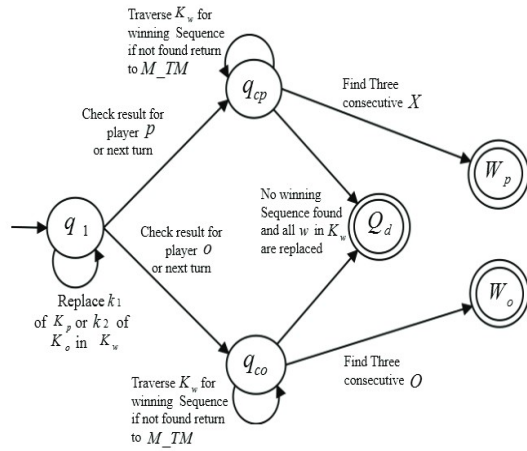 Traverse K_w for
winning Sequence
if not found return
to M_TM
q_cp
Find Three
consecutive X
Check result for
player p
or next turn
W_p
No winning
Sequence found
and all w in K_w
are replaced
Q_d
q_1
Check result for
player o
or next turn
Replace k_1
of K_p or k_2 of
K_o in K_w
W_o
q_co
Find Three
consecutive O
Traverse K_w for
winning Sequence
if not found return
to M_TM